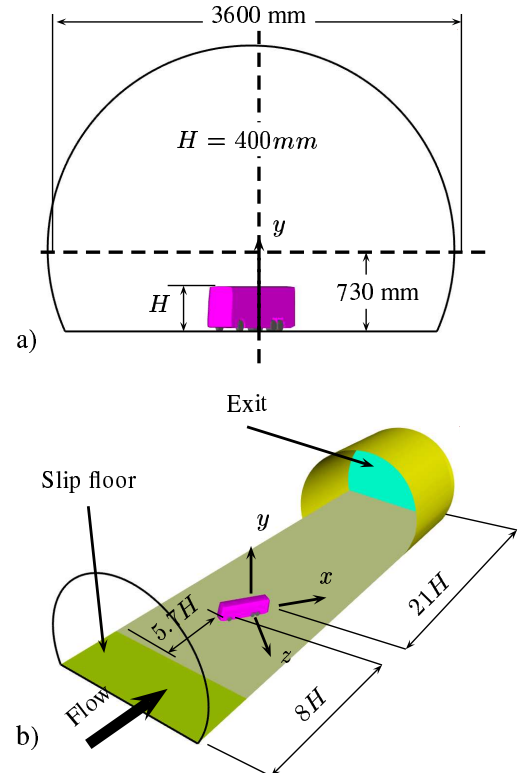 3600 mm
H = 400mm
y
H
730 mm
a)
Exit
Slip floor
y
x
5.7H
21H
z
Flow
8H
b)